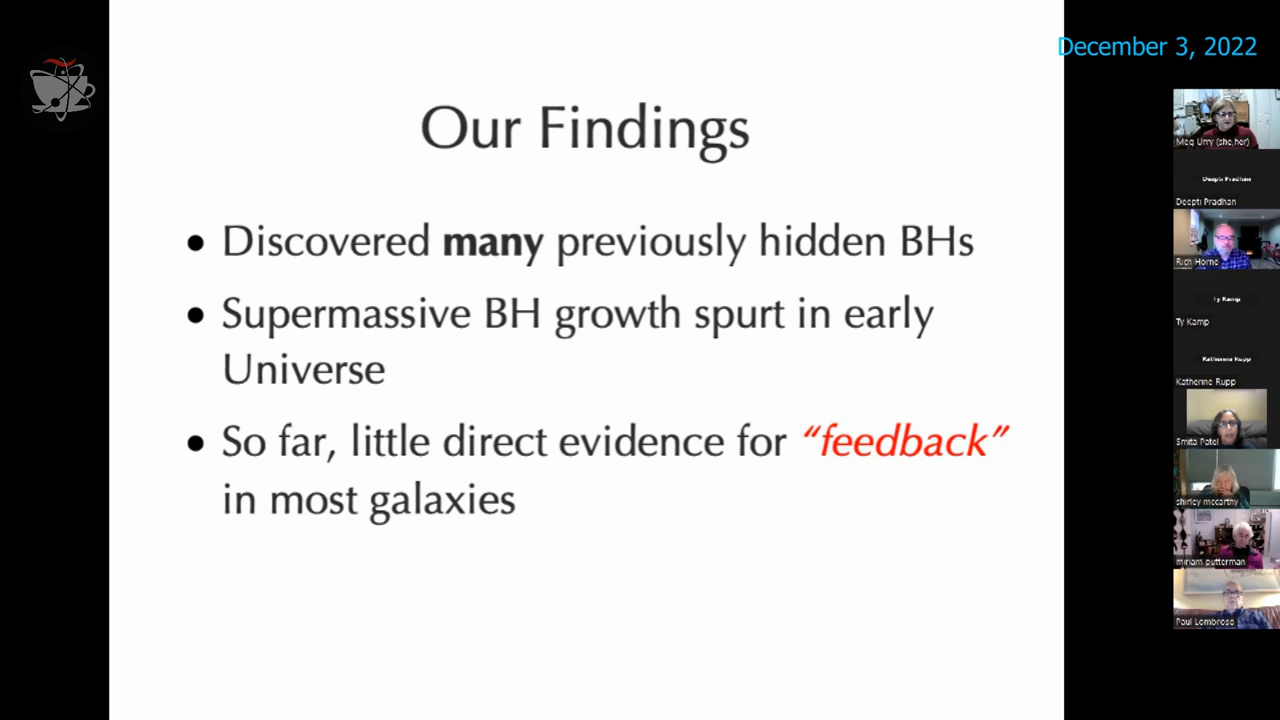 December 3, 2022
Our Findings
• Discovered many previously hidden BHs
• Supermassive BH growth spurt in early
Universe
• So far, little direct evidence for “feedback”
in most galaxies
Meg Urry (she,her)
Deepti Pradhan
Deepti Pradhan
Rich Horne
Ty Kamp
Ty Kamp
Katherine Rupp
Katherine Rupp
Smita Patel
shirley mccarthy
miriam putterman
Paul Lombroso